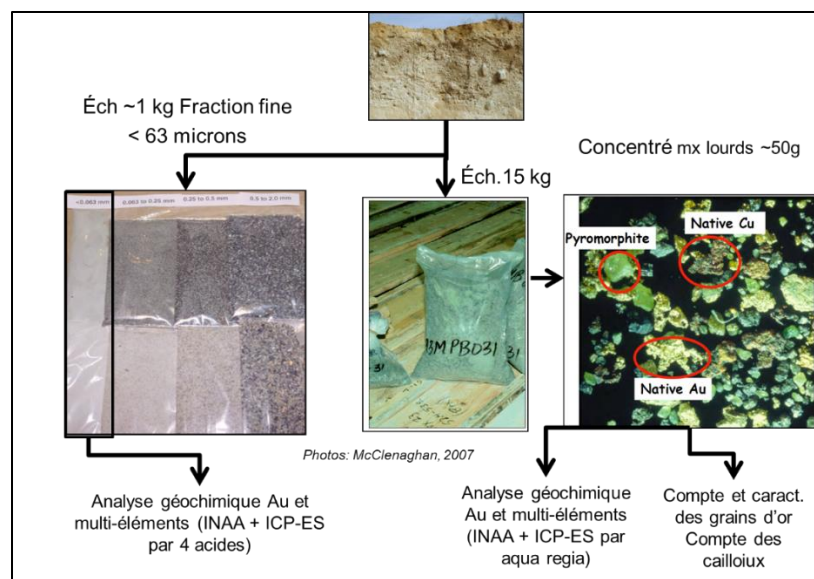 Éch ~1 kg Fraction fine
< 63 microns
Concentré mx lourds ~50g
Éch.15 kg
<0.063 mm
0.063 to 0.25 mm
0.25 to 0.5 mm
0.5 to 2.0 mm
Pyromorphite
Native Cu
Native Au
Photos: McClenaghan, 2007
Analyse géochimique Au et
multi-éléments (INAA + ICP-ES
par 4 acides)
Analyse géochimique
Au et multi-éléments
(INAA + ICP-ES par
aqua regia)
Compte et caract.
des grains d'or
Compte des
cailloiux